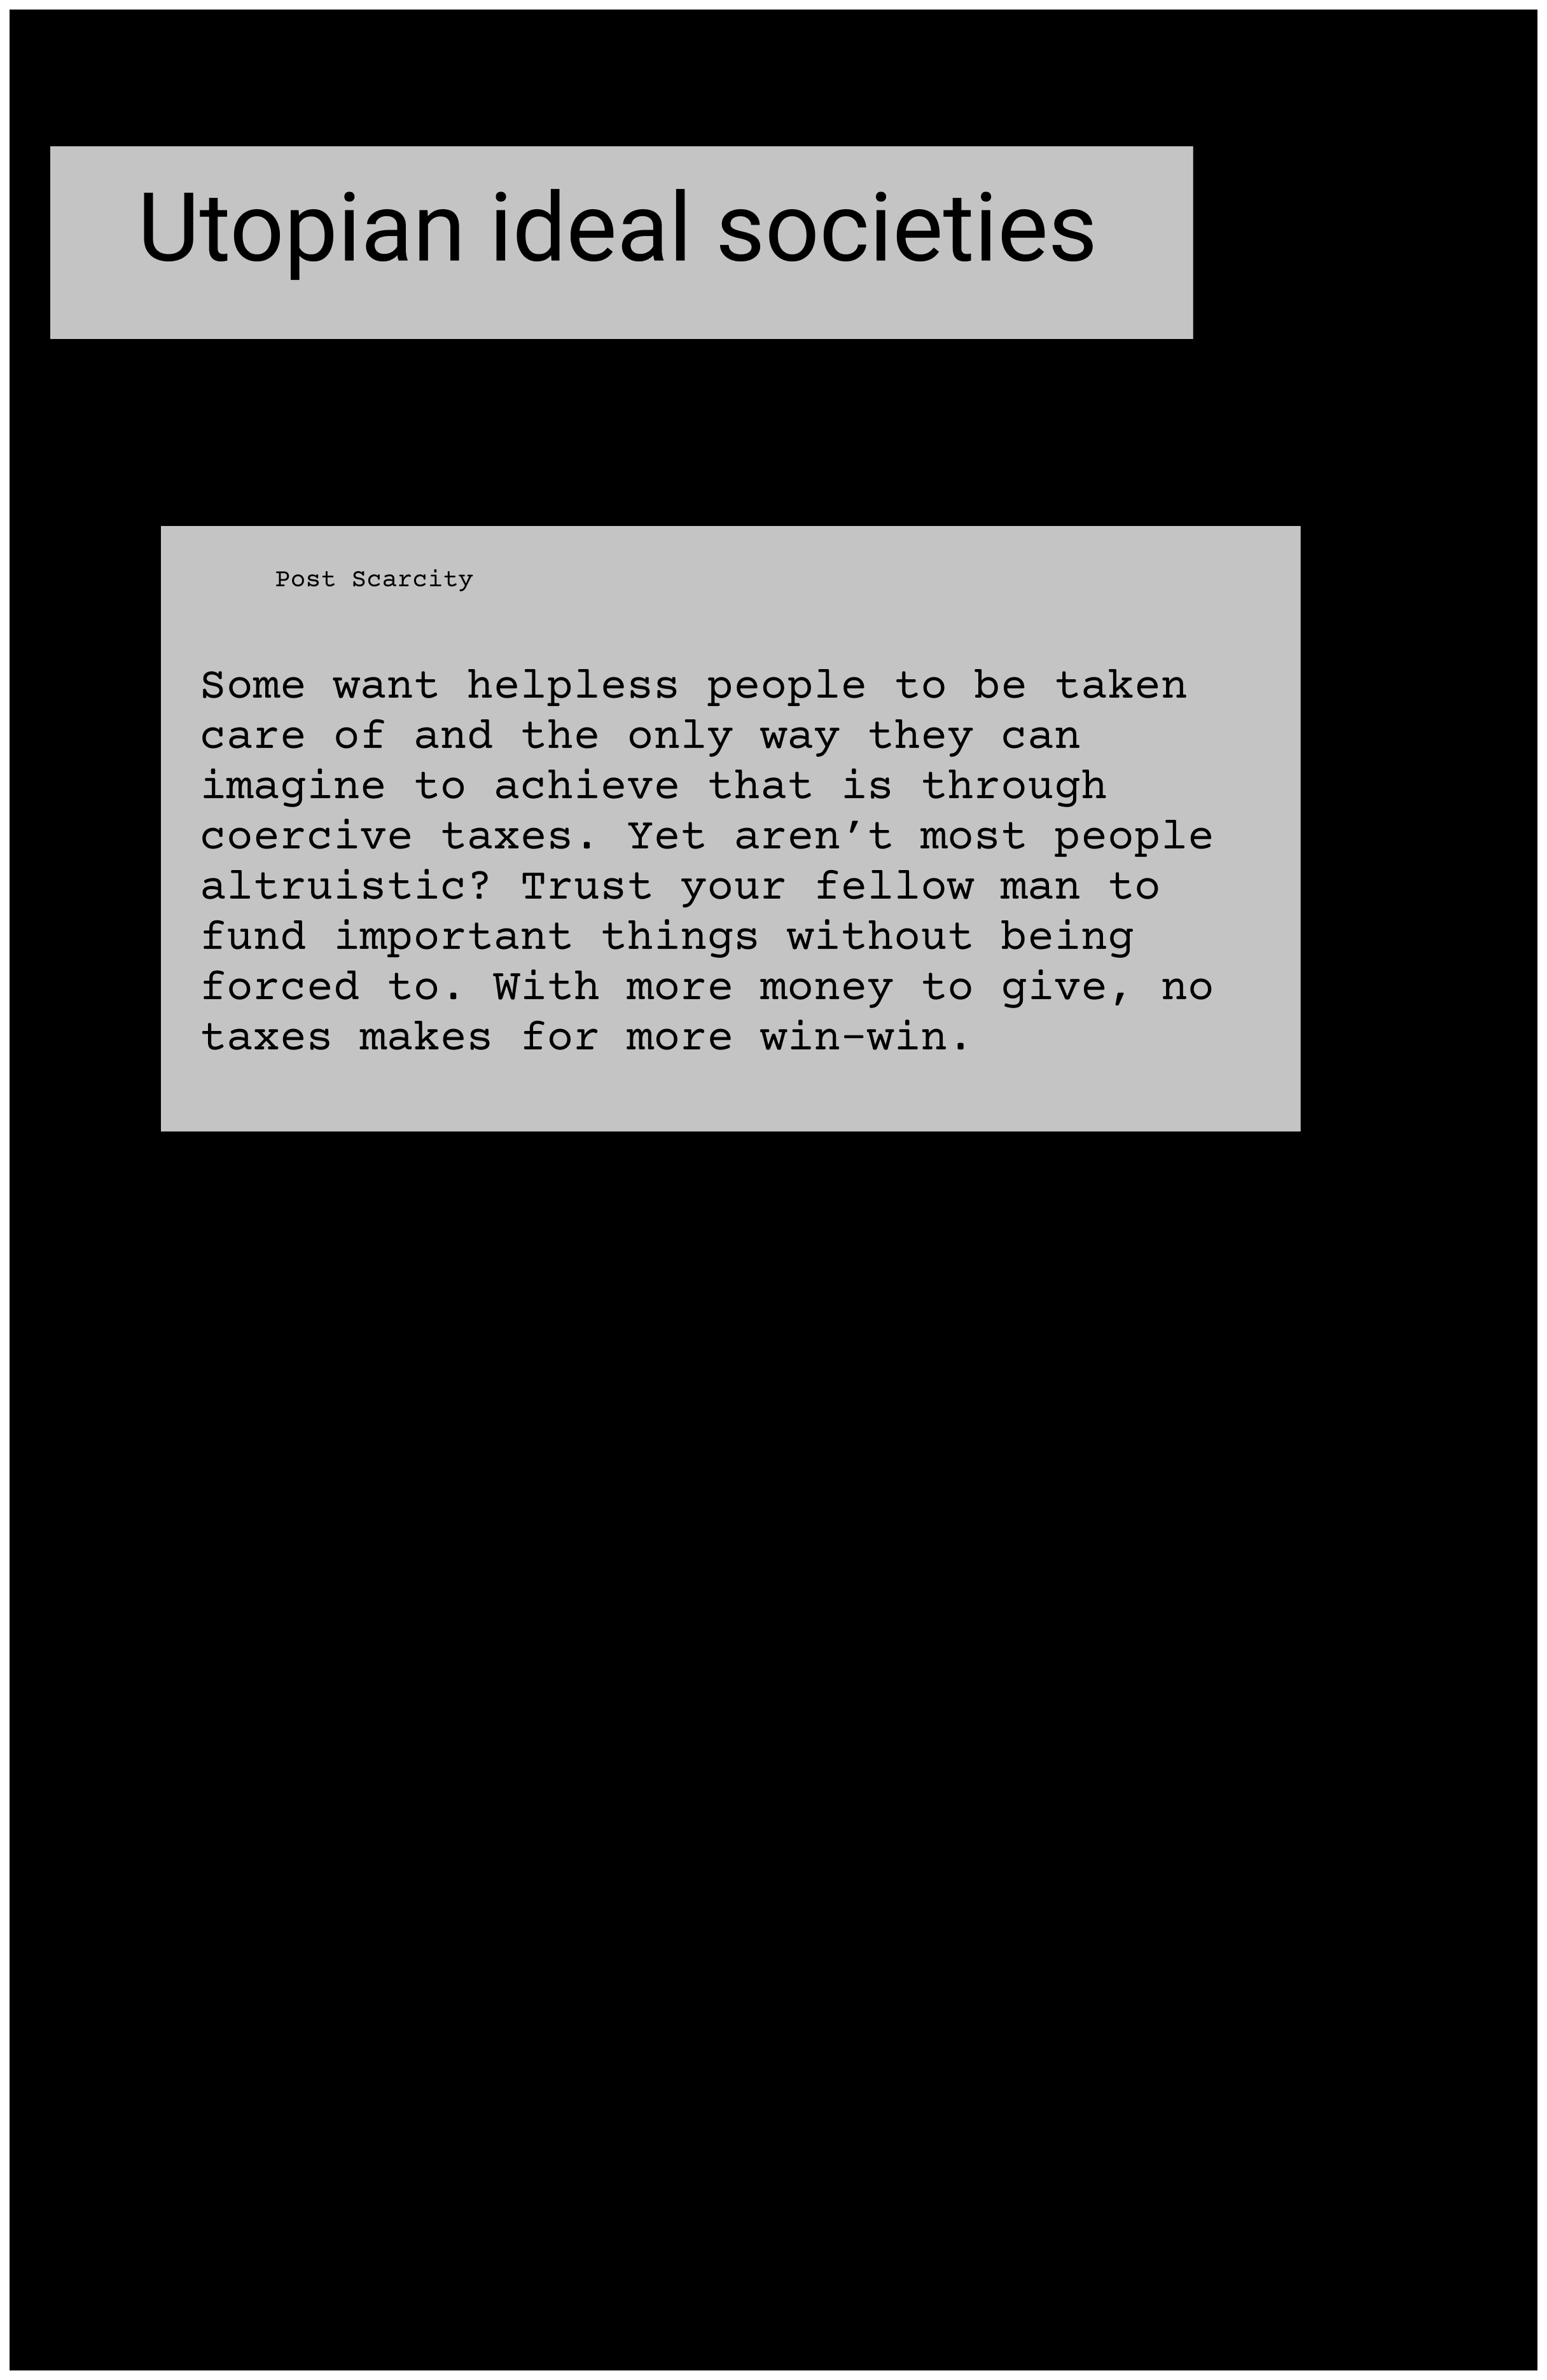 Utopian ideal societies
Post Scarcity
Some want helpless people to be taken
care of and the only way they can
imagine to achieve that is through
coercive taxes. Yet aren’t most people
altruistic? Trust your fellow man to
fund important things without being
forced to. With more money to give, no
taxes makes for more win-win.